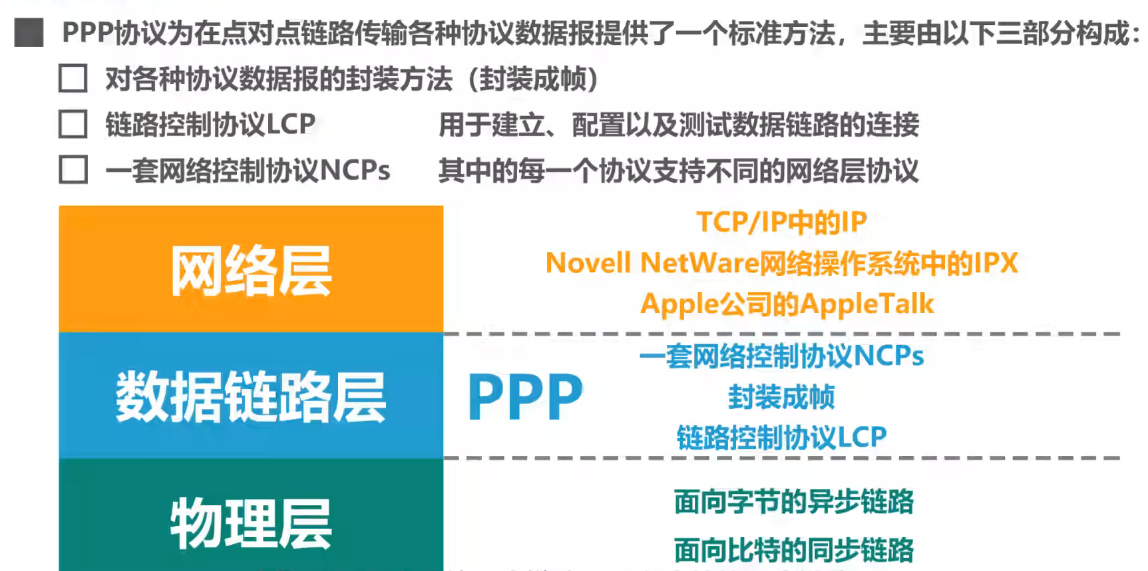 PPP协议为在点对点链路传输各种协议数据报提供了一个标准方法，主要由以下三部分构成：
对各种协议数据报的封装方法（封装成帧）
链路控制协议LCP 用于建立、配置以及测试数据链路的连接
一套网络控制协议NCPs 其中的每一个协议支持不同的网络层协议
网络层
TCP/IP中的IP
Novell NetWare网络操作系统中的IPX
Apple公司的AppleTalk
数据链路层
PPP
一套网络控制协议NCPs
封装成帧
链路控制协议LCP
物理层
面向字节的异步链路
面向比特的同步链路